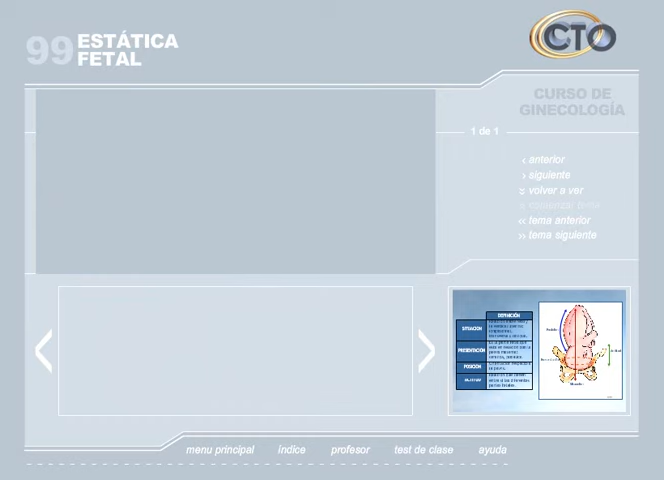 99 ESTÁTICA
FETAL
CTO
CURSO DE
GINECOLOGÍA
1 de 1
‹ anterior
› siguiente
volver a ver
« tema anterior
» tema siguiente
DEFINICIÓN
SITUACIÓN
PRESENTACIÓN
POSICIÓN
menu principal
índice
profesor
test de clase
ayuda